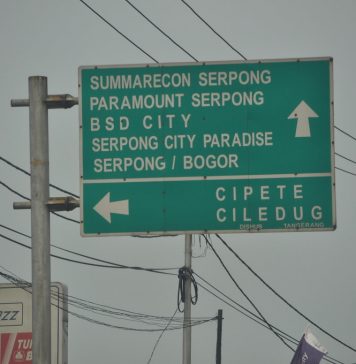 SUMMARECON SERPONG
PARAMOUNT SERPONG
BSD CITY
SERPONG CITY PARADISE
SERPONG / BOGOR
CIPETE
CILEDUG
DISHUB TANGERANG